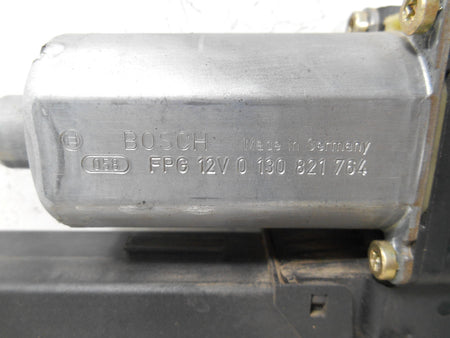 BOSCH Made in Germany
FPG 12V 0 130 821 764